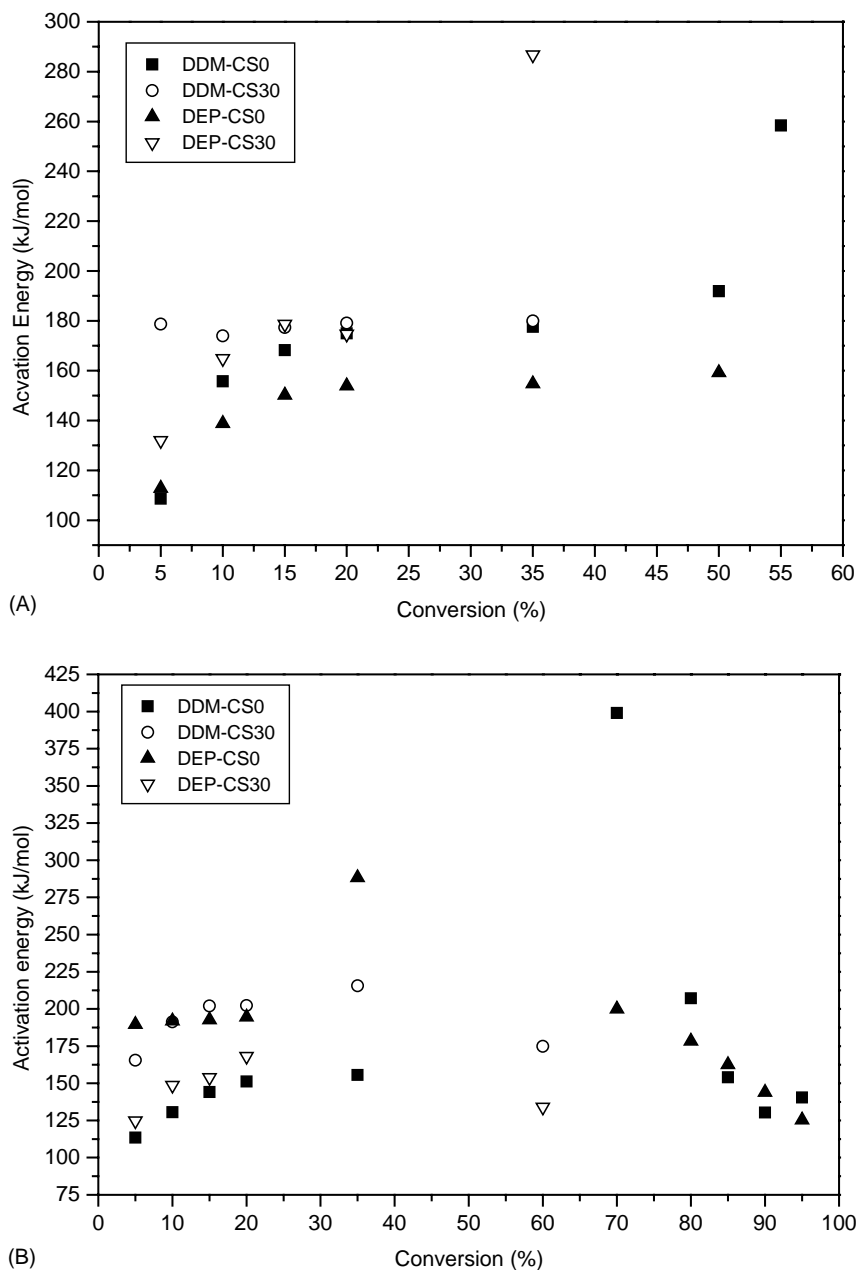 300
280
260
240
220
200
180
160
140
120
100
Acvation Energy (kJ/mol)
DDM-CS0
DDM-CS30
DEP-CS0
DEP-CS30
0 5 10 15 20 25 30 35 40 45 50 55 60
(A)
Conversion (%)
425
400
375
350
325
300
275
250
225
200
175
150
125
100
75
Activation energy (kJ/mol)
DDM-CS0
DDM-CS30
DEP-CS0
DEP-CS30
0 10 20 30 40 50 60 70 80 90 100
(B)
Conversion (%)